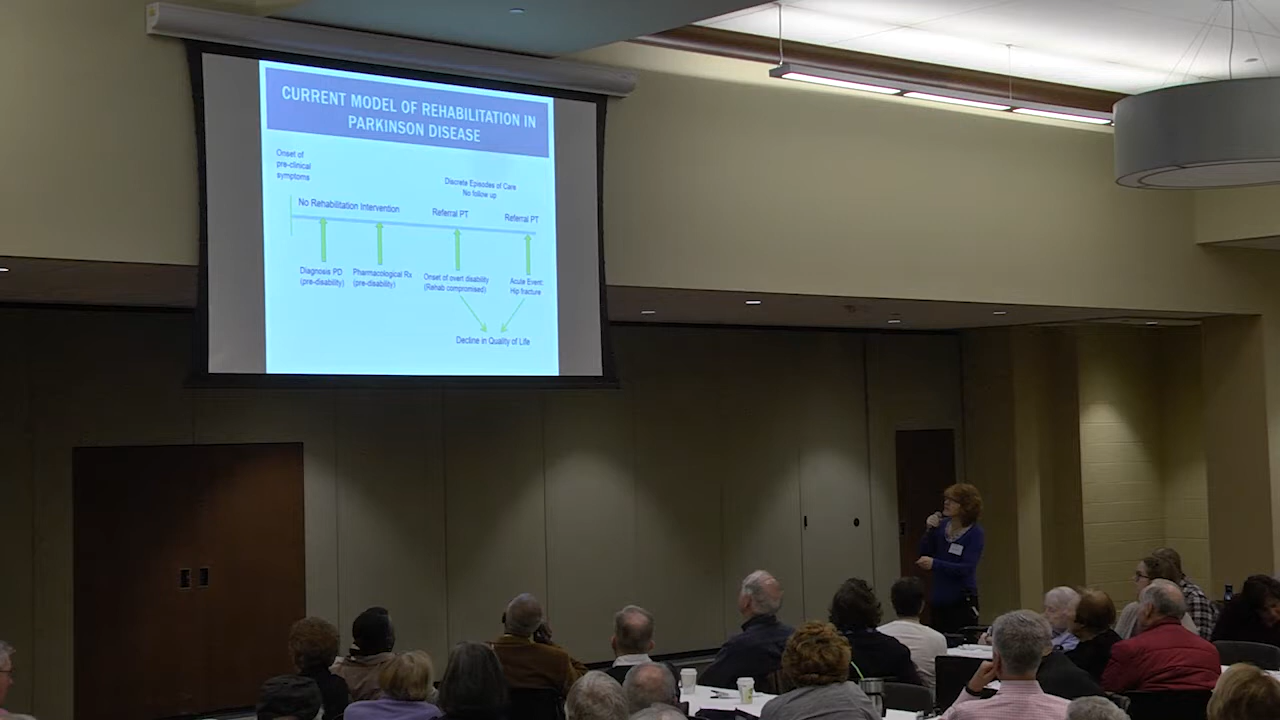 CURRENT MODEL OF REHABILITATION IN
PARKINSON DISEASE
Onset of
pre-clinical
symptoms
Discrete Episodes of Care
No follow up
No Rehabilitation Intervention
Referral PT
Referral PT
Diagnosis PD
(pre-disability)
Pharmacological Rx
(pre-disability)
Onset of overt disability
(Rehab compromised)
Acute Event:
Hip fracture
Decline in Quality of Life